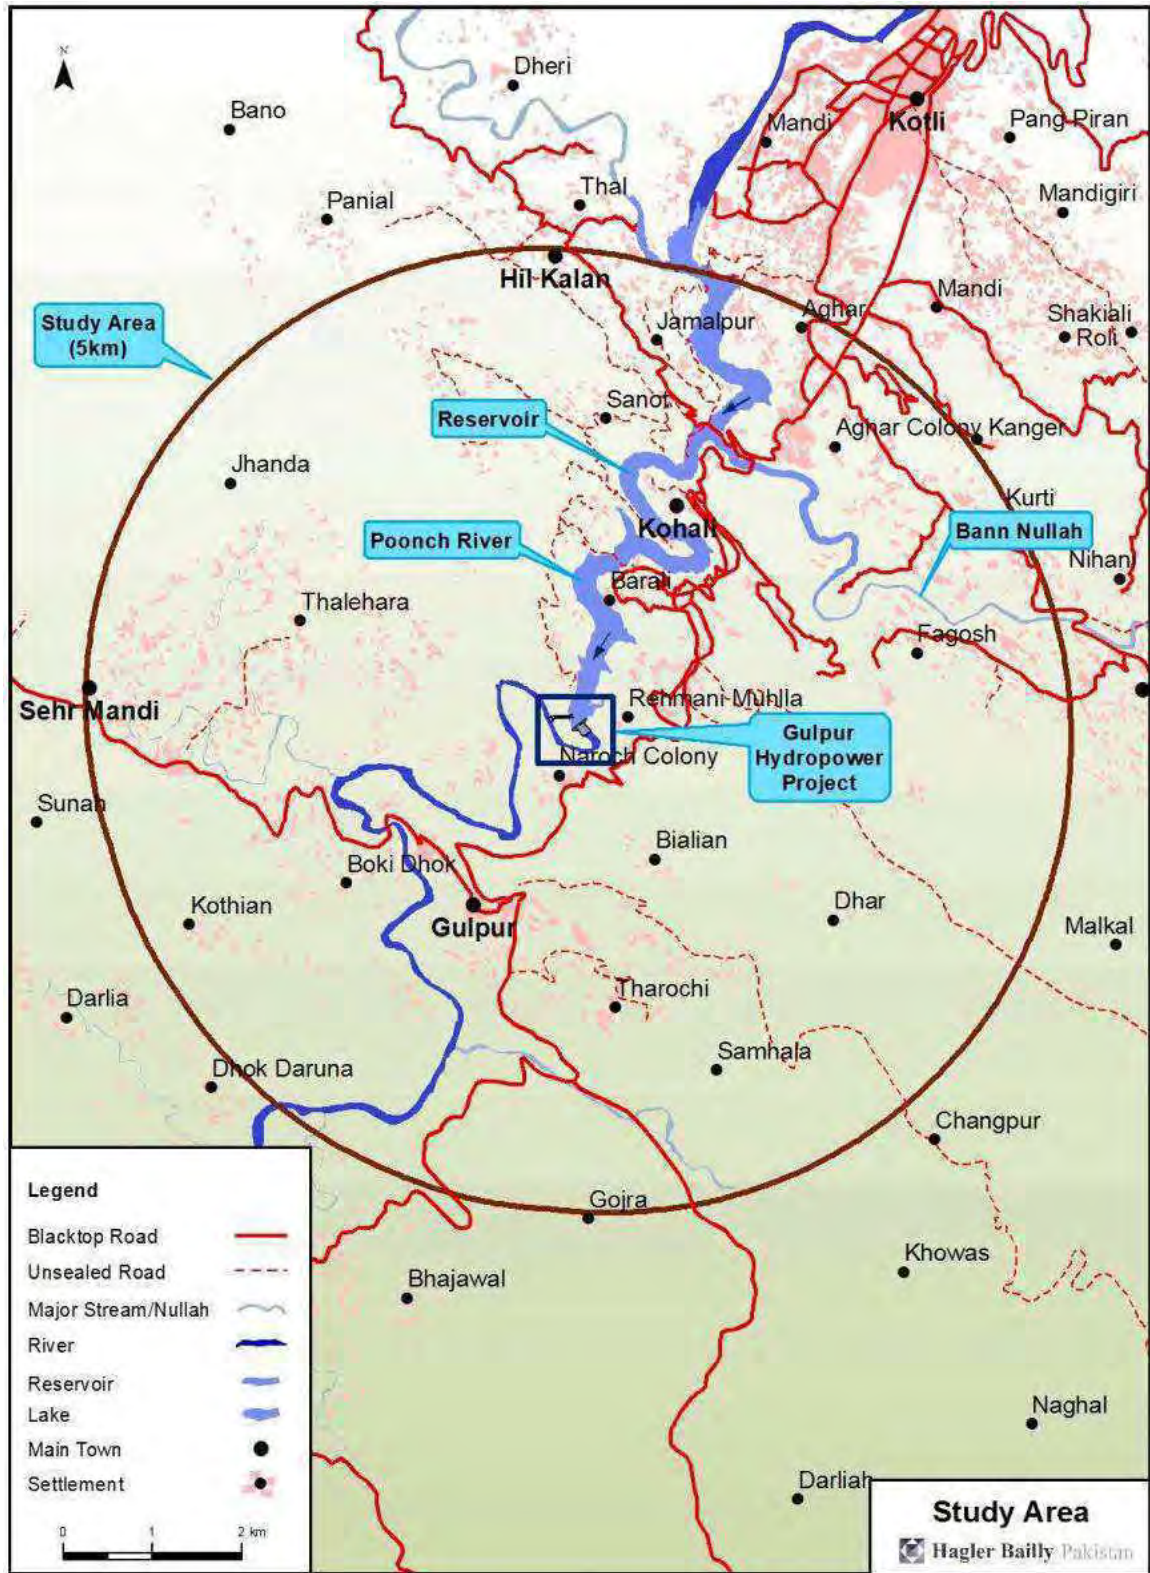 N
Dheri
Bano
Mandi
Kotli
Pang Piran
Panial
Thal
Mandigiri
Hil Kalan
Study Area
(5km)
Jamalpur
Aghar
Mandi
Shakiali
Roli
Reservoir
Sanot
Aghar Colony
Kanger
Jhanda
Kohali
Kurti
Bann Nullah
Poonch River
Nihan
Barali
Thalehara
Fagosh
Sehr Mandi
Rehmani Muhlla
Gulpur
Hydropower
Project
Naroch Colony
Sunah
Bialian
Boki Dhok
Kothian
Gulpur
Dhar
Malkal
Darlia
Tharochi
Samhala
Dhok Daruna
Changpur
Gojra
Khowas
Bhajawal
Naghal
Darliah
Legend
Blacktop Road
Unsealed Road
Major Stream/Nullah
River
Reservoir
Lake
Main Town
Settlement
0 1 2 km
Study Area
Hagler Bailly Pakistan